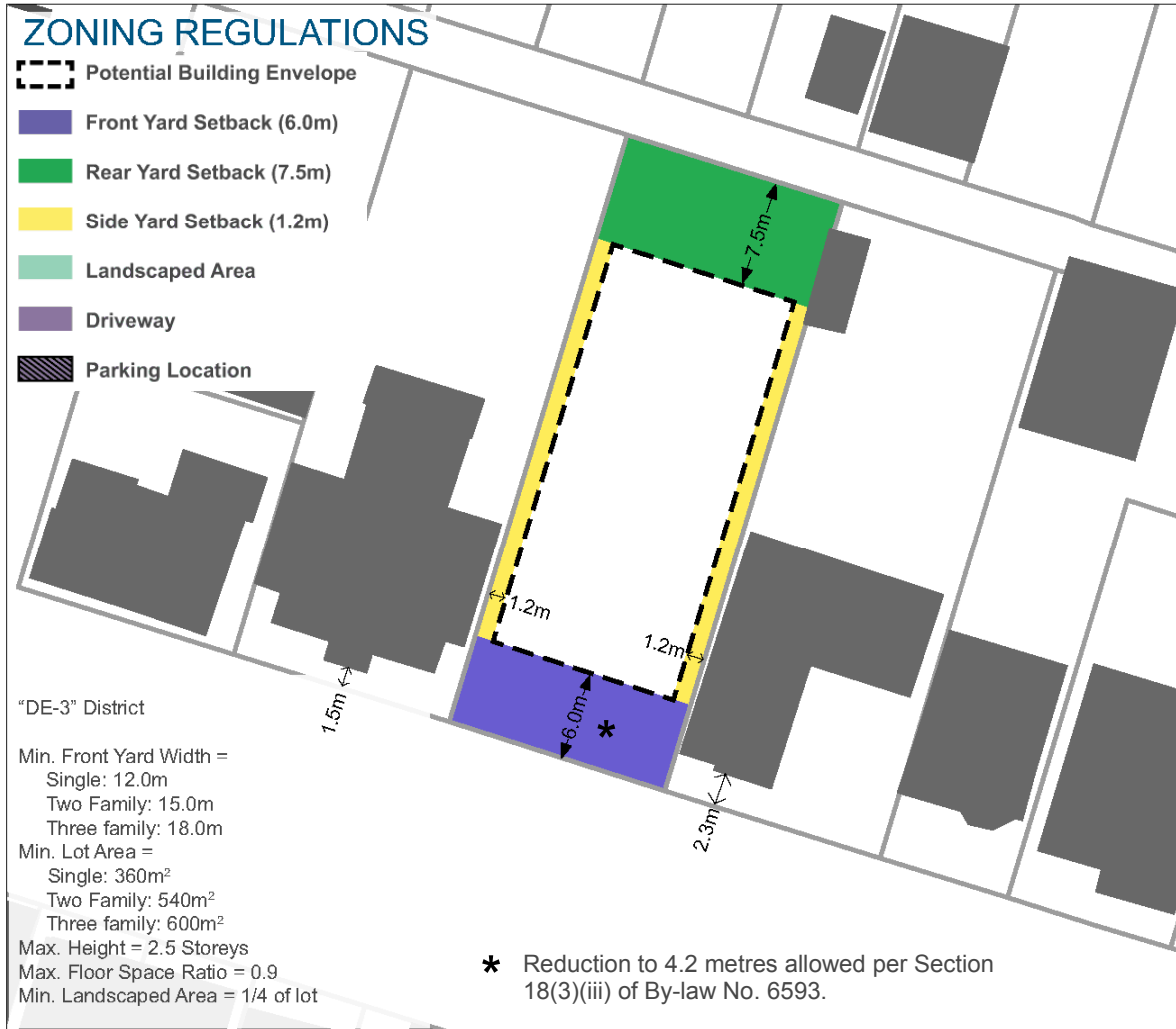 ZONING REGULATIONS
Potential Building Envelope
Front Yard Setback (6.0m)
Rear Yard Setback (7.5m)
Side Yard Setback (1.2m)
Landscaped Area
Driveway
Parking Location
7.5m
1.2m
1.2m
6.0m
*
1.5m
2.3m
“DE-3” District
Min. Front Yard Width =
Single: 12.0m
Two Family: 15.0m
Three family: 18.0m
Min. Lot Area =
Single: 360m²
Two Family: 540m²
Three family: 600m²
Max. Height = 2.5 Storeys
Max. Floor Space Ratio = 0.9
Min. Landscaped Area = 1/4 of lot
* Reduction to 4.2 metres allowed per Section
18(3)(iii) of By-law No. 6593.